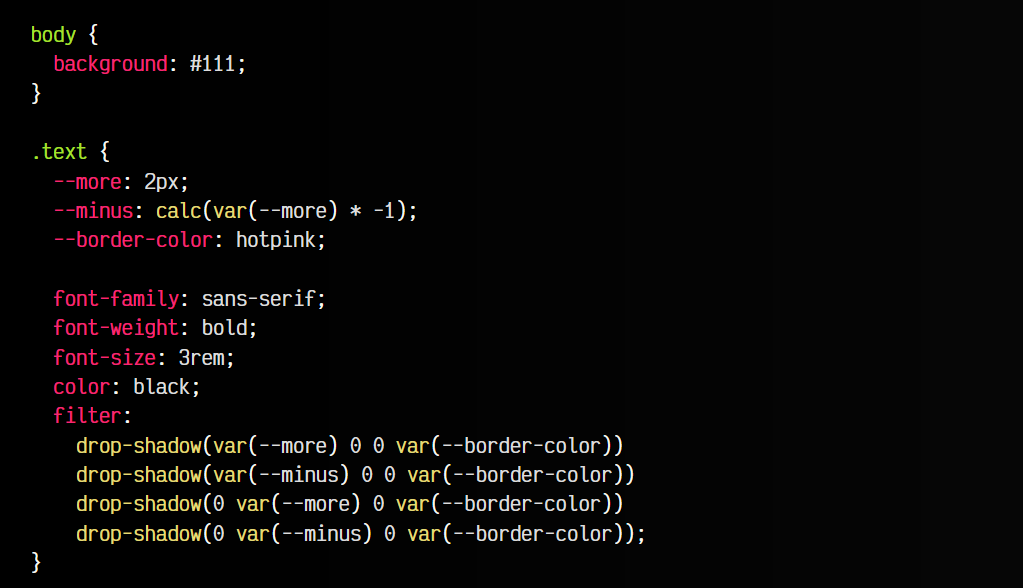 body {
  background: #111;
}

.text {
  --more: 2px;
  --minus: calc(var(--more) * -1);
  --border-color: hotpink;

  font-family: sans-serif;
  font-weight: bold;
  font-size: 3rem;
  color: black;
  filter:
    drop-shadow(var(--more) 0 0 var(--border-color))
    drop-shadow(var(--minus) 0 0 var(--border-color))
    drop-shadow(0 var(--more) 0 var(--border-color))
    drop-shadow(0 var(--minus) 0 var(--border-color));
}